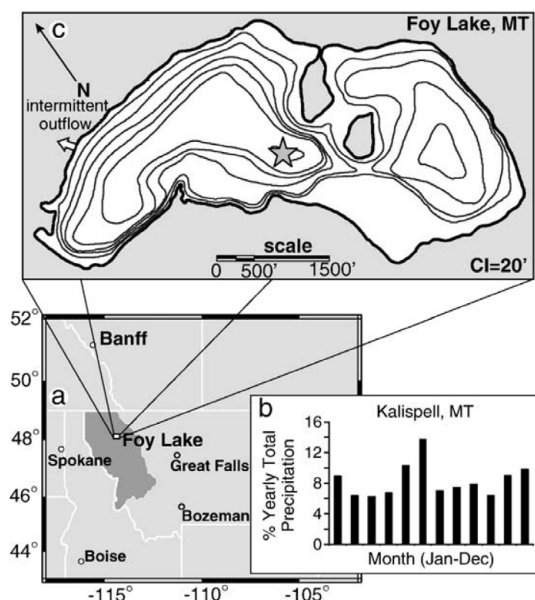 c
Foy Lake, MT
N
intermittent
outflow
scale
0 500' 1500'
CI=20'
52°
50°
48°
46°
44°
-115° -110° -105°
a
Banff
Foy Lake
Spokane
Great Falls
Bozeman
Boise
b
Kalispell, MT
% Yearly Total
Precipitation
16
12
8
4
0
Month (Jan-Dec)